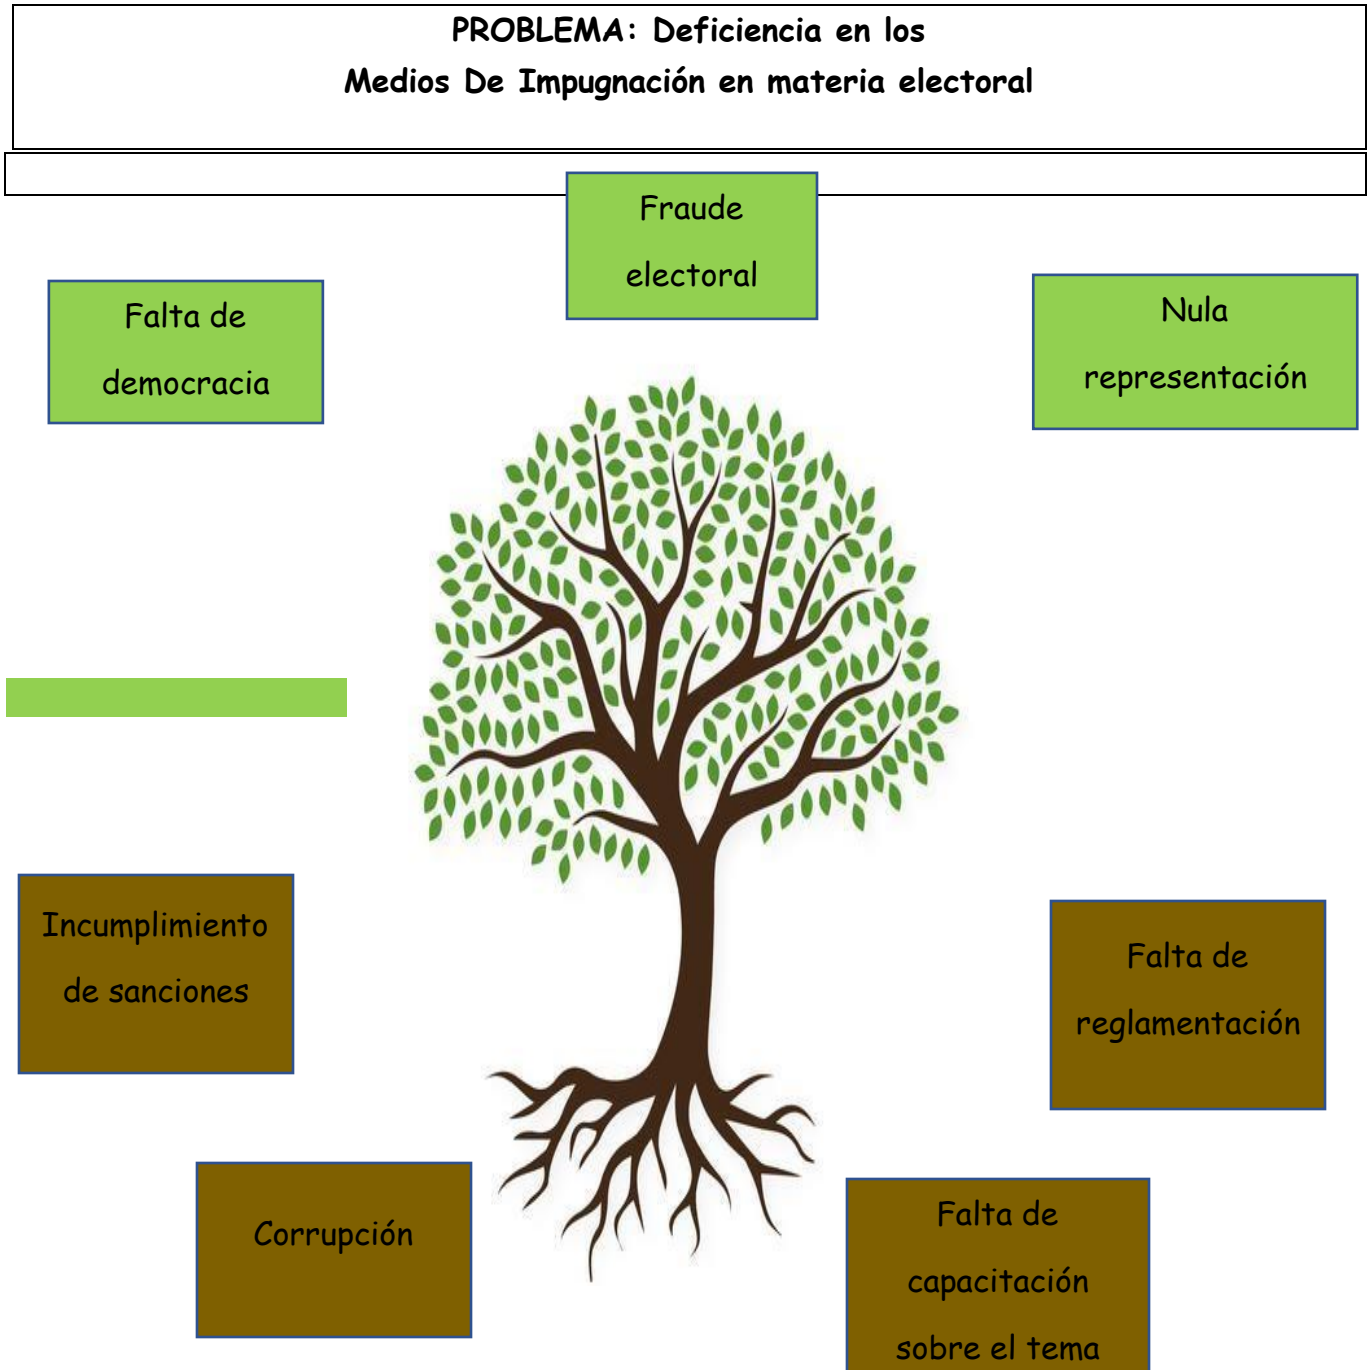 PROBLEMA: Deficiencia en los
Medios De Impugnación en materia electoral
Fraude
electoral
Falta de
democracia
Nula
representación
Incumplimiento
de sanciones
Falta de
reglamentación
Corrupción
Falta de
capacitación
sobre el tema